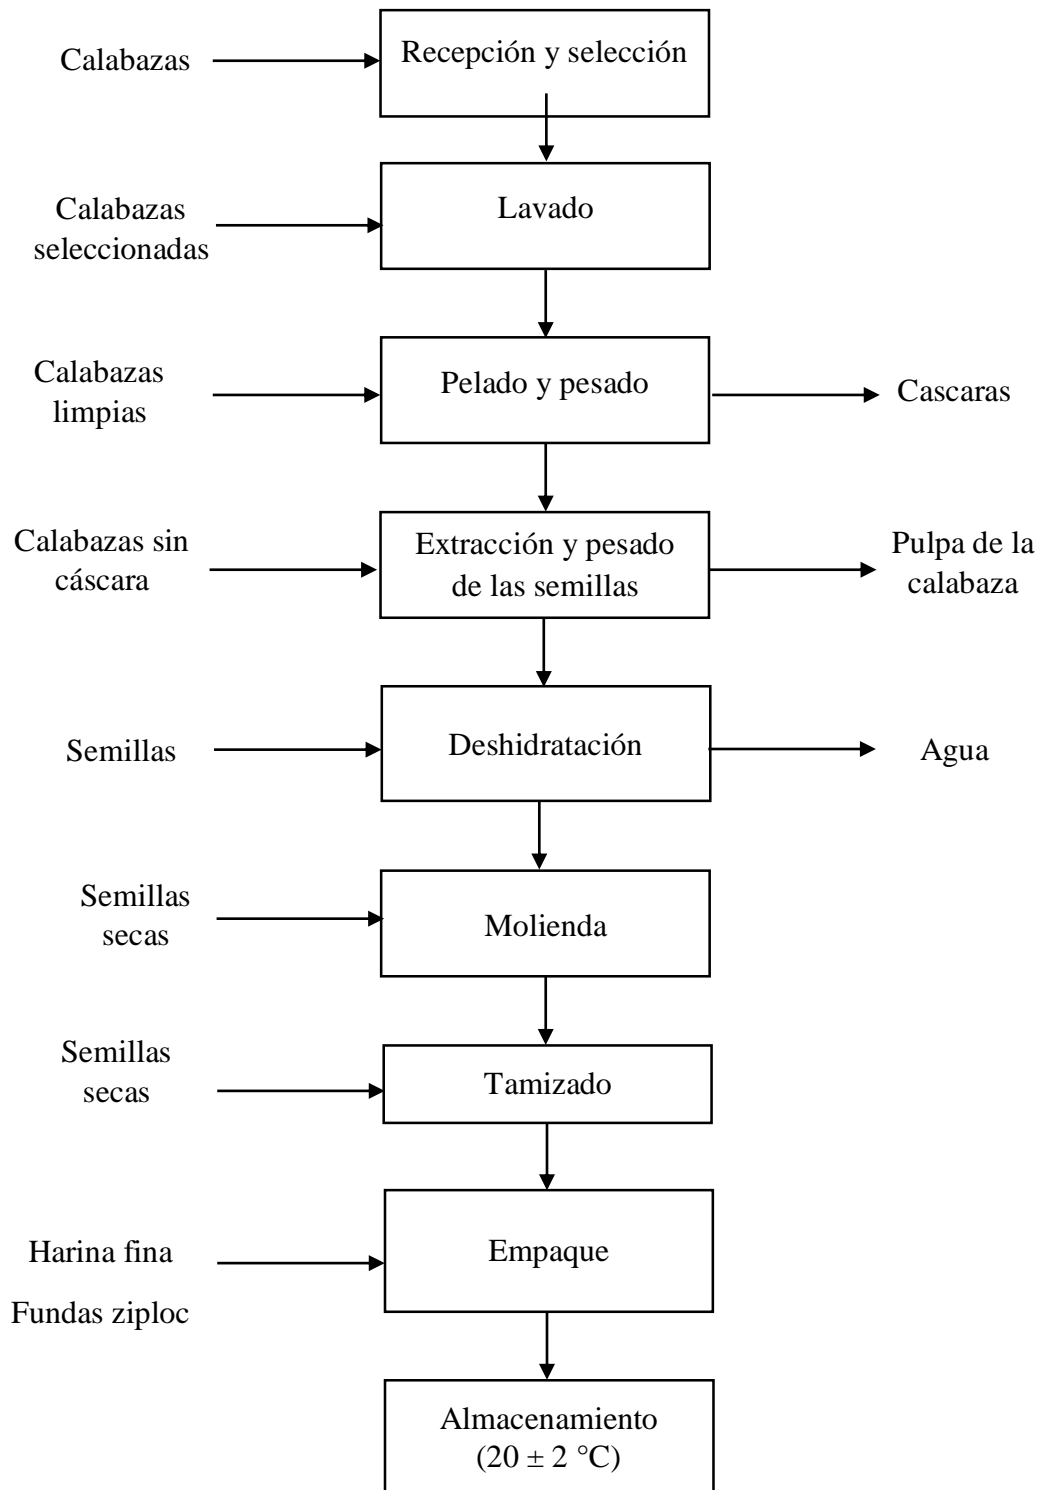 Calabazas
Recepción y selección
Calabazas
seleccionadas
Lavado
Calabazas
limpias
Pelado y pesado
Cascaras
Calabazas sin
cáscara
Extracción y pesado
de las semillas
Pulpa de la
calabaza
Semillas
Deshidratación
Agua
Semillas
secas
Molienda
Semillas
secas
Tamizado
Harina fina
Fundas ziploc
Empaque
Almacenamiento
(20 ± 2 °C)